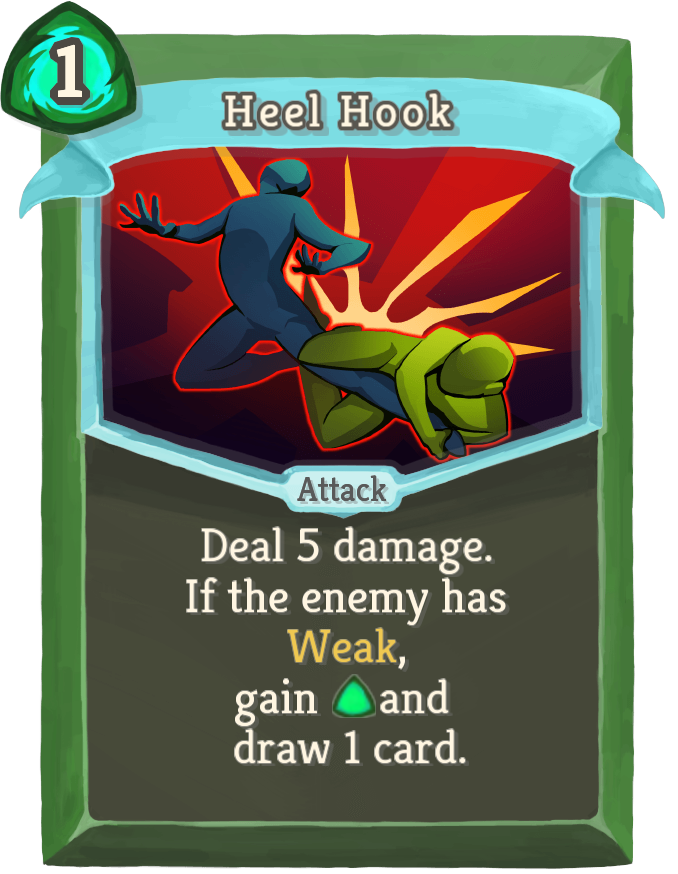 1
Heel Hook
Attack
Deal 5 damage.
If the enemy has
Weak,
gain and
draw 1 card.